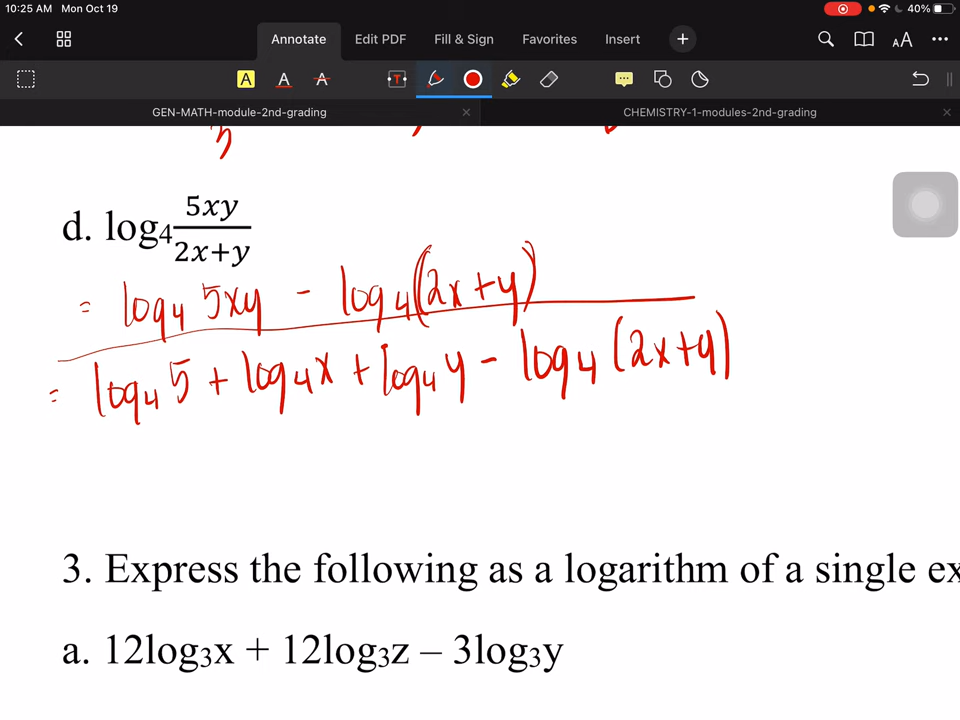 10:25 AM Mon Oct 19 40%
Annotate Edit PDF Fill & Sign Favorites Insert +
AA
A A A T
GEN-MATH-module-2nd-grading × CHEMISTRY-1-modules-2nd-grading ×
3
d. log₄ 5xy/2x+y
= log₄ 5xy - log₄(2x+y)
= log₄ 5 + log₄ x + log₄ y - log₄ (2x+y)
3. Express the following as a logarithm of a single ex
a. 12log₃x + 12log₃z – 3log₃y